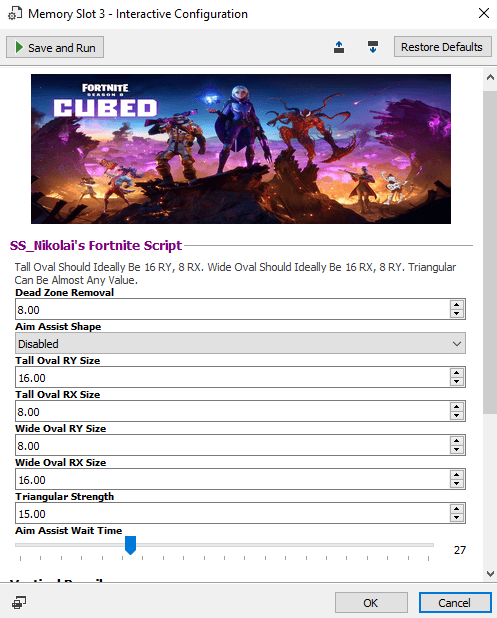 Memory Slot 3 - Interactive Configuration
Save and Run
Restore Defaults
FORTNITE
SEASON 8
CUBED
SS_Nikolai's Fortnite Script
Tall Oval Should Ideally Be 16 RY, 8 RX. Wide Oval Should Ideally Be 16 RX, 8 RY. Triangular
Can Be Almost Any Value.
Dead Zone Removal
8.00
Aim Assist Shape
Disabled
Tall Oval RY Size
16.00
Tall Oval RX Size
8.00
Wide Oval RY Size
8.00
Wide Oval RX Size
16.00
Triangular Strength
15.00
Aim Assist Wait Time
27
OK
Cancel